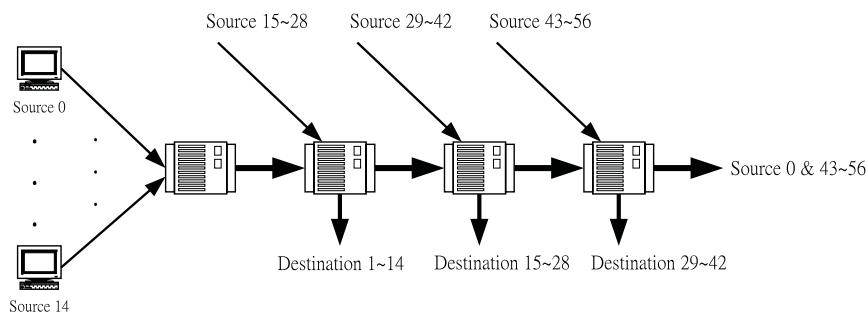 Source 15~28
Source 29~42
Source 43~56
Source 0
Source 0 & 43~56
Destination 1~14
Destination 15~28
Destination 29~42
Source 14